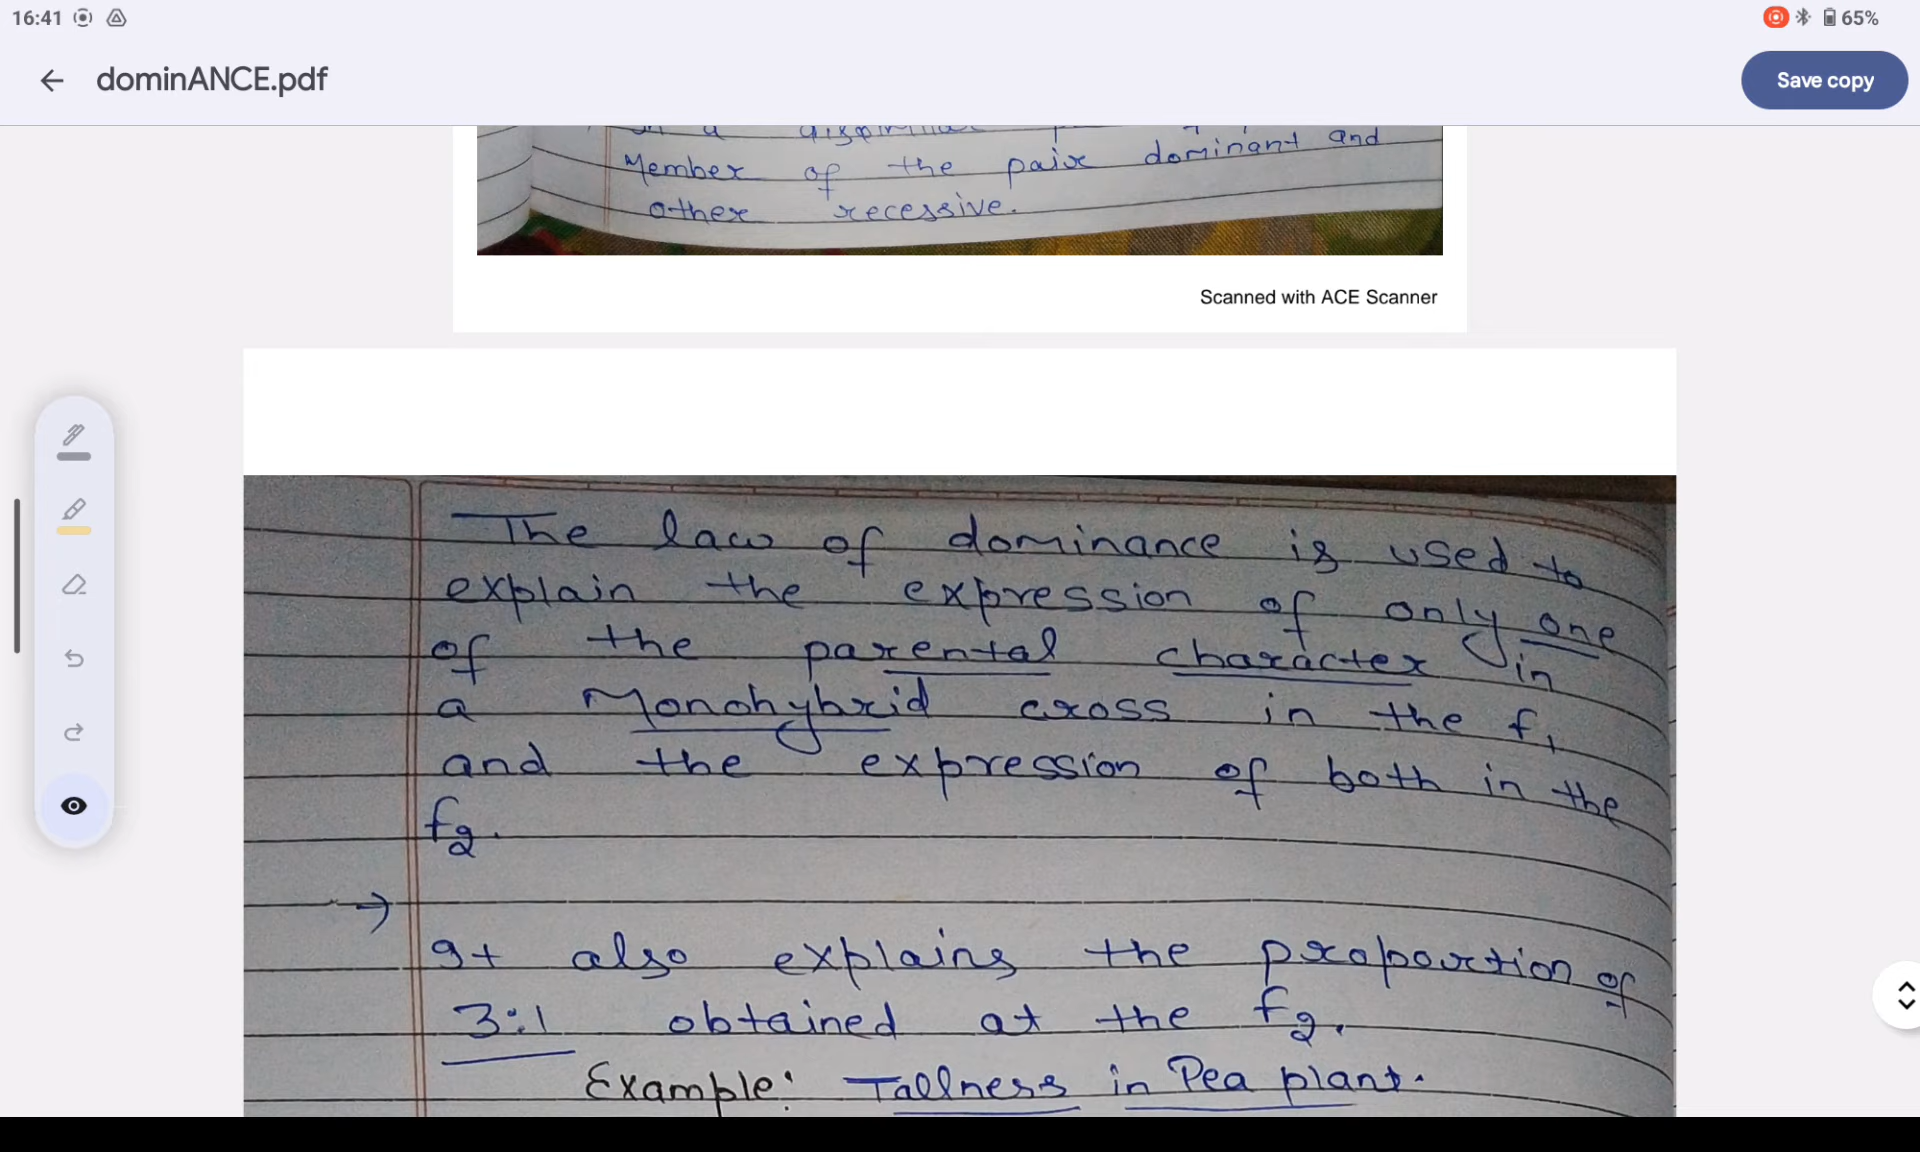 16:41
65%
dominANCE.pdf
Save copy
Member of the pair dominant and
other recessive.
Scanned with ACE Scanner
The law of dominance is used to
explain the expression of only one
of the parental character in
a Monohybrid cross in the f1
and the expression of both in the
f2.
→
It also explains the proportion of
3:1 obtained at the f2.
Example: Tallness in Pea plant.